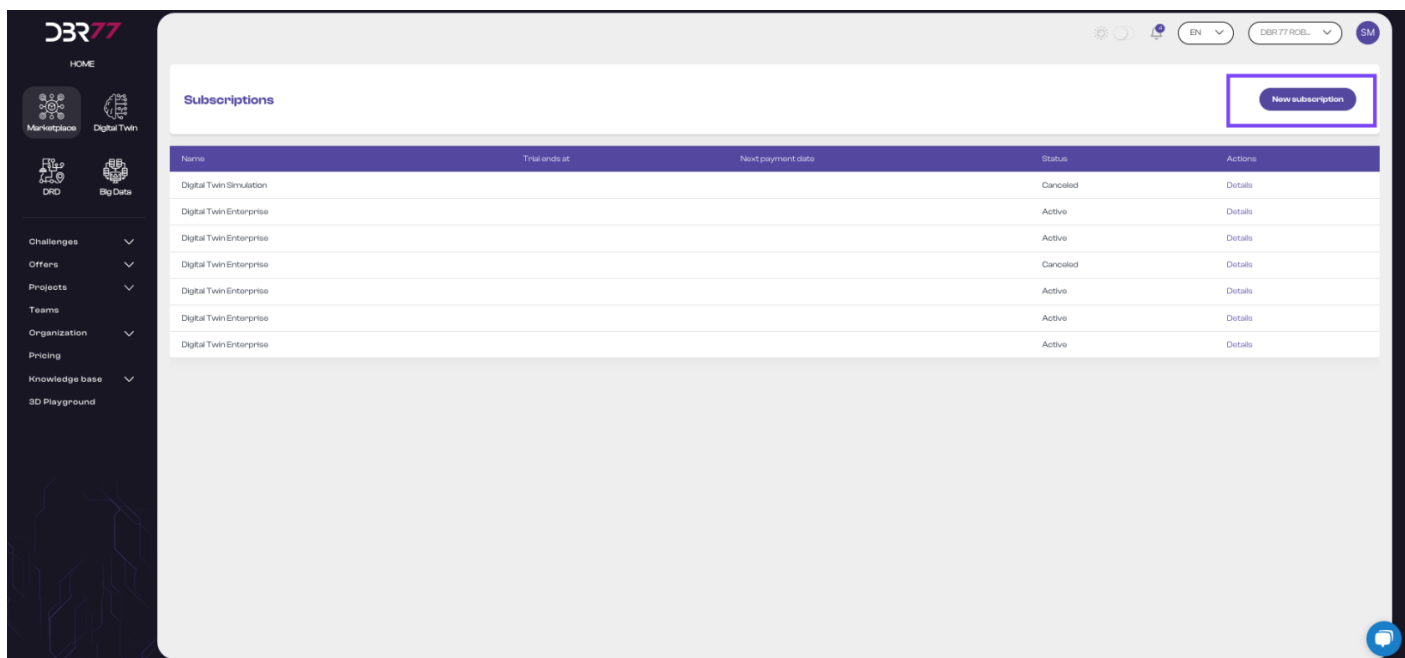 DBR77
HOME
Marketplace Digital Twin
DRD Big Data
Challenges
Offers
Projects
Teams
Organization
Pricing
Knowledge base
3D Playground
4 EN DBR 77 ROB... SM
Subscriptions New subscription
Name Trial ends at Next payment date Status Actions
Digital Twin Simulation Canceled Details
Digital Twin Enterprise Active Details
Digital Twin Enterprise Active Details
Digital Twin Enterprise Canceled Details
Digital Twin Enterprise Active Details
Digital Twin Enterprise Active Details
Digital Twin Enterprise Active Details